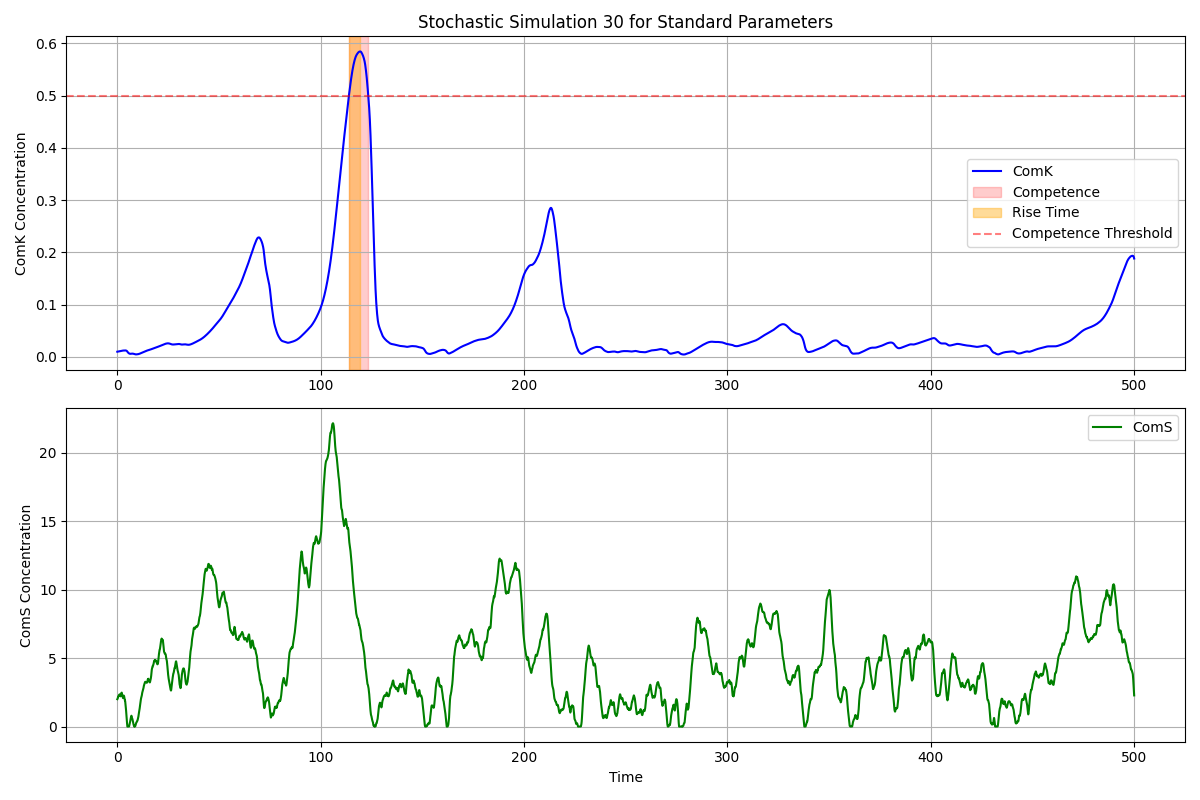 Stochastic Simulation 30 for Standard Parameters
ComK Concentration
0.6
0.5
0.4
0.3
0.2
0.1
0.0
ComK
Competence
Rise Time
Competence Threshold
0 100 200 300 400 500
ComS Concentration
20
15
10
5
0
ComS
0 100 200 300 400 500
Time